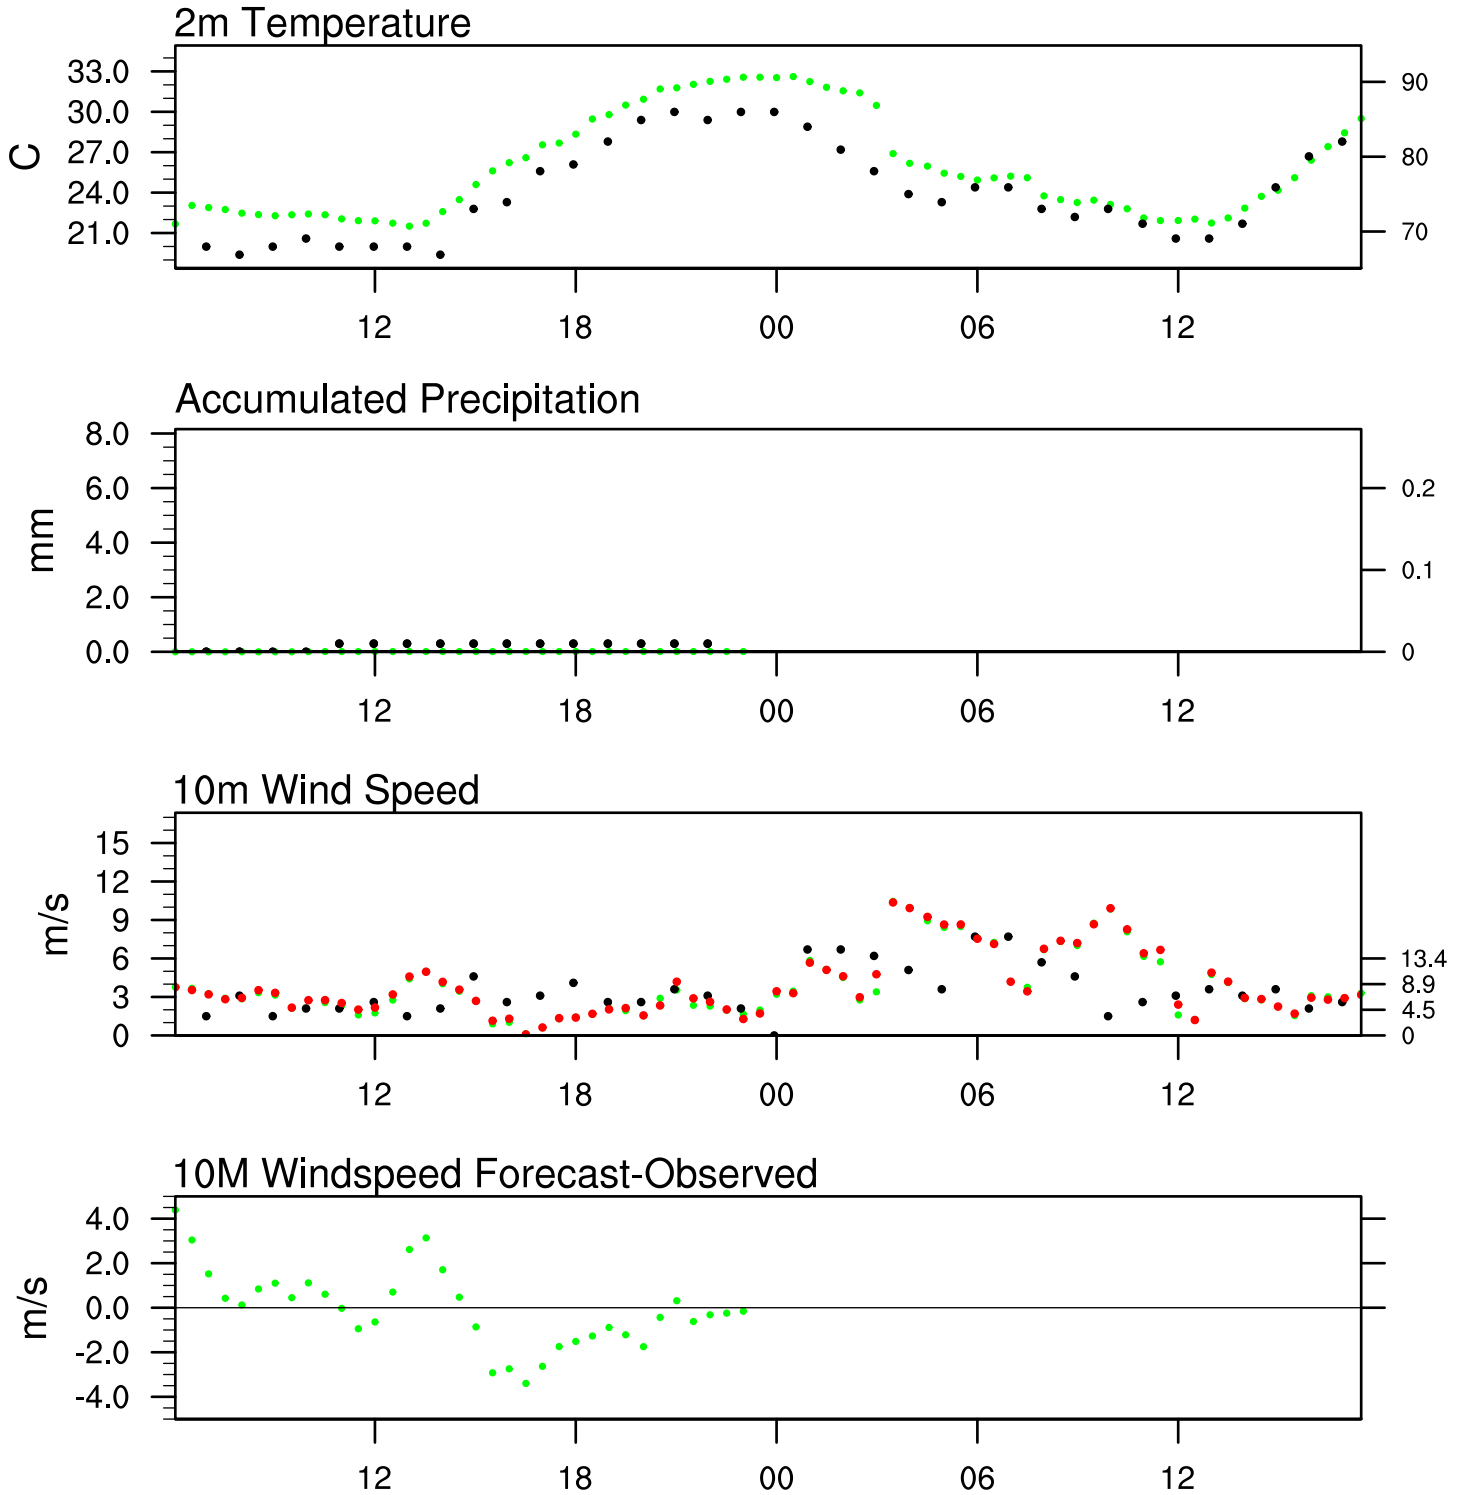 2m Temperature
33.0
30.0
27.0
24.0
21.0
C
90
80
70
12 18 00 06 12
Accumulated Precipitation
8.0
6.0
4.0
2.0
0.0
mm
0.2
0.1
0
12 18 00 06 12
10m Wind Speed
15
12
9
6
3
0
m/s
13.4
8.9
4.5
0
12 18 00 06 12
10M Windspeed Forecast-Observed
4.0
2.0
0.0
-2.0
-4.0
m/s
12 18 00 06 12